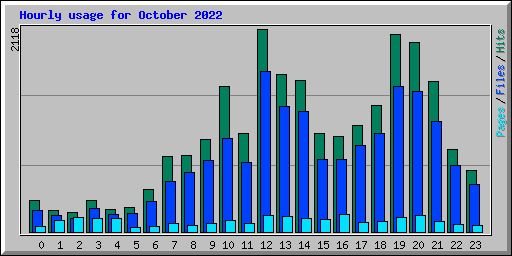 Hourly usage for October 2022
2118
Pages/Files/Hits
0 1 2 3 4 5 6 7 8 9 10 11 12 13 14 15 16 17 18 19 20 21 22 23